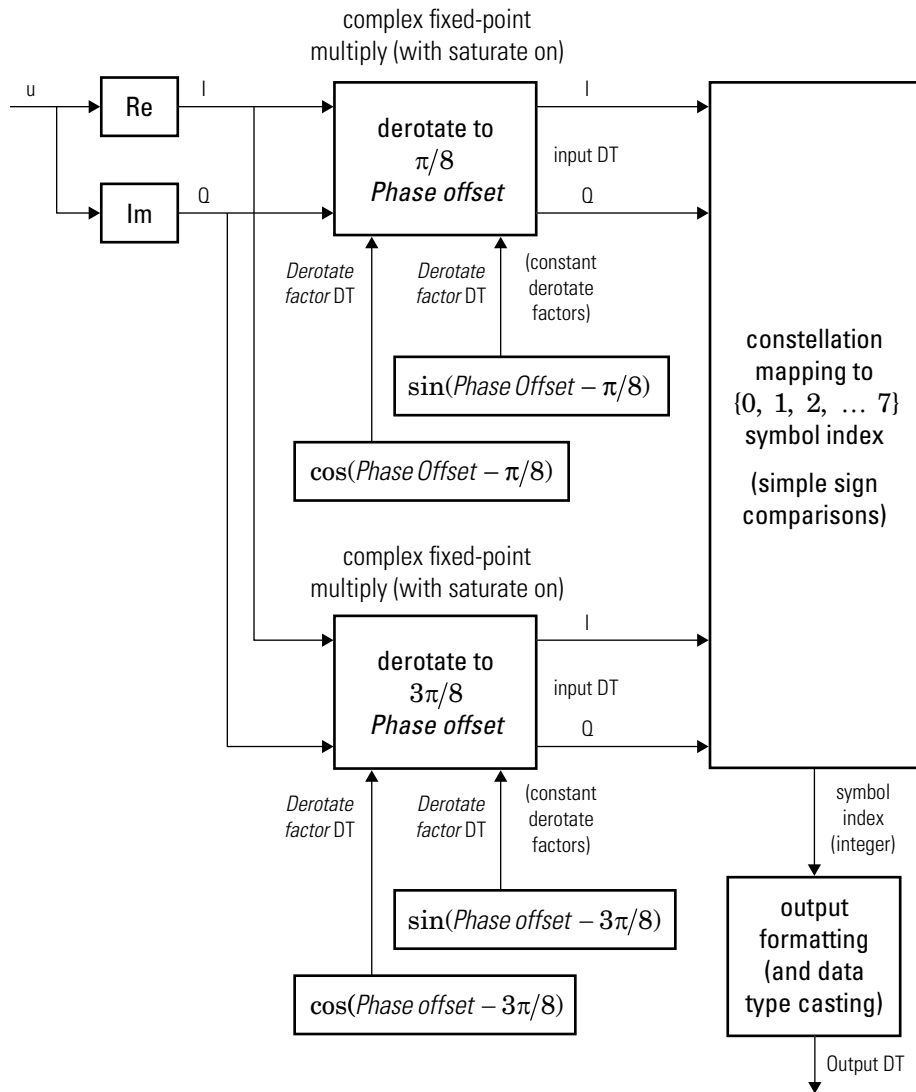 complex fixed-point
multiply (with saturate on)
u
Re
I
Im
Q
derotate to
π/8
Phase offset
I
input DT
Q
Derotate
factor DT
Derotate
factor DT
(constant
derotate
factors)
sin(Phase Offset − π/8)
cos(Phase Offset − π/8)
constellation
mapping to
{0, 1, 2, … 7}
symbol index
(simple sign
comparisons)
complex fixed-point
multiply (with saturate on)
derotate to
3π/8
Phase offset
I
input DT
Q
Derotate
factor DT
Derotate
factor DT
(constant
derotate
factors)
sin(Phase offset − 3π/8)
cos(Phase offset − 3π/8)
symbol
index
(integer)
output
formatting
(and data
type casting)
Output DT